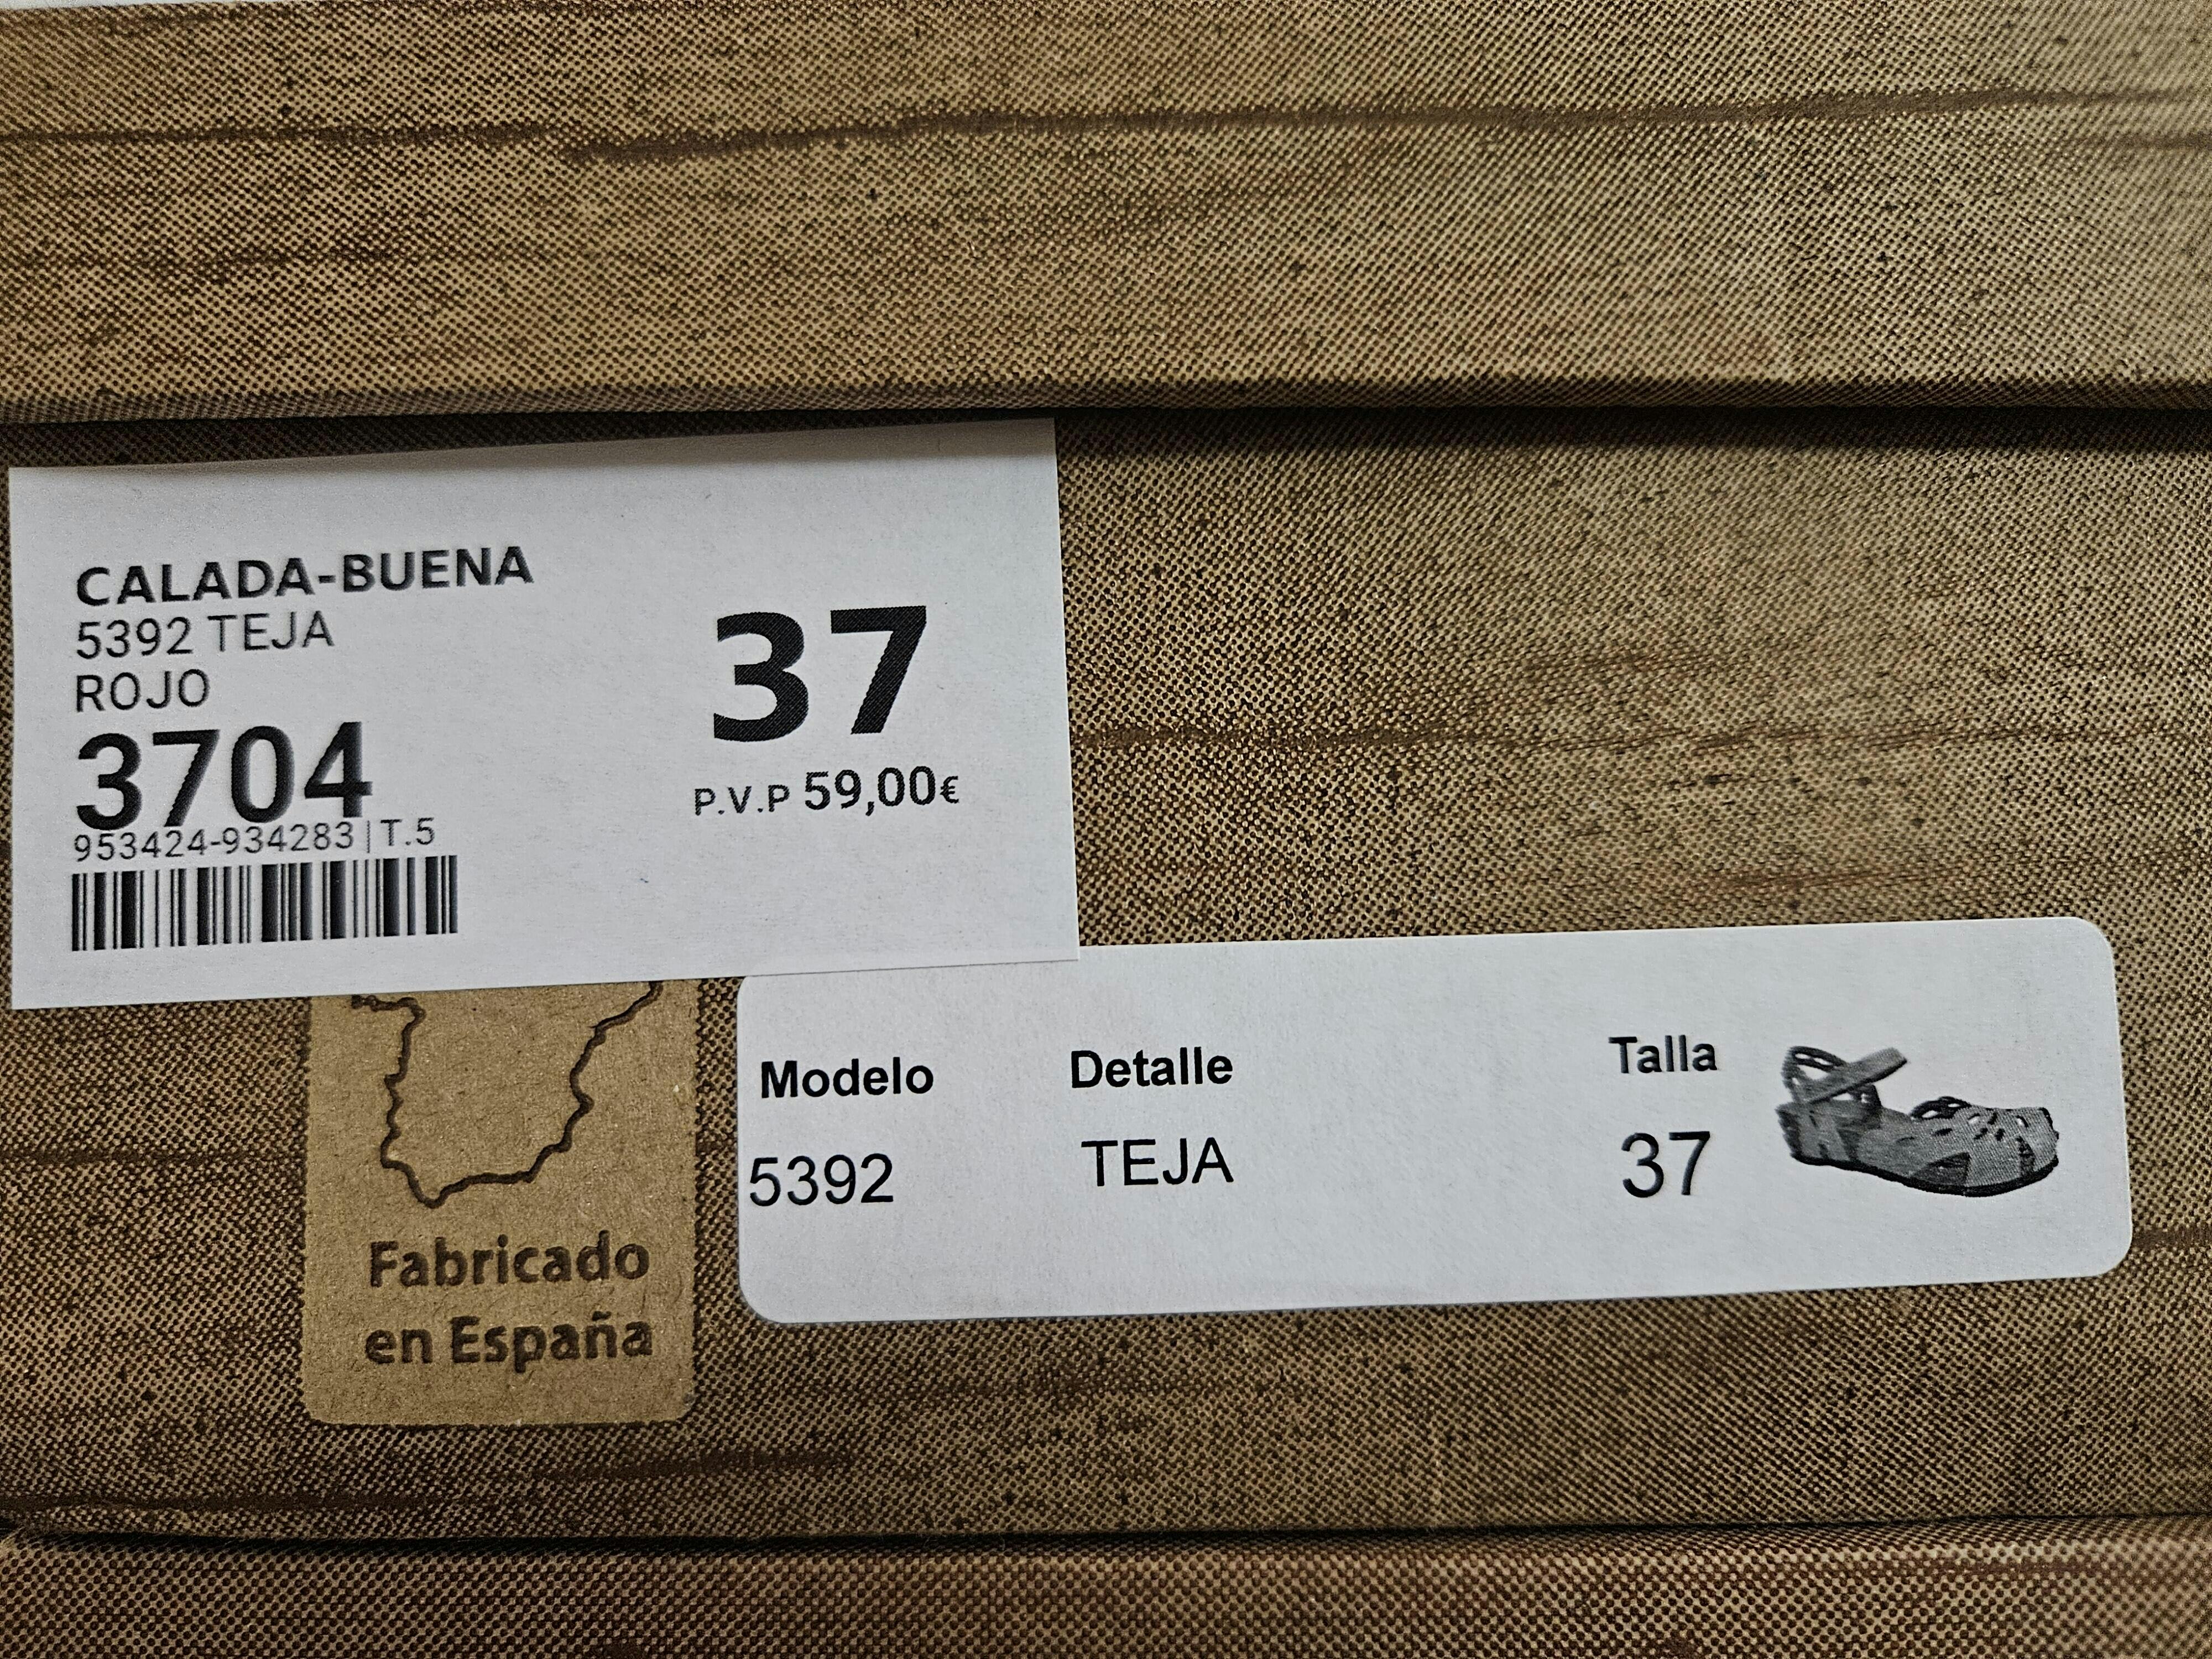 CALADA-BUENA
5392 TEJA
ROJO
3704
953424-934283 | T.5
37
P.V.P 59,00€
Modelo Detalle Talla
5392 TEJA 37
Fabricado
en España